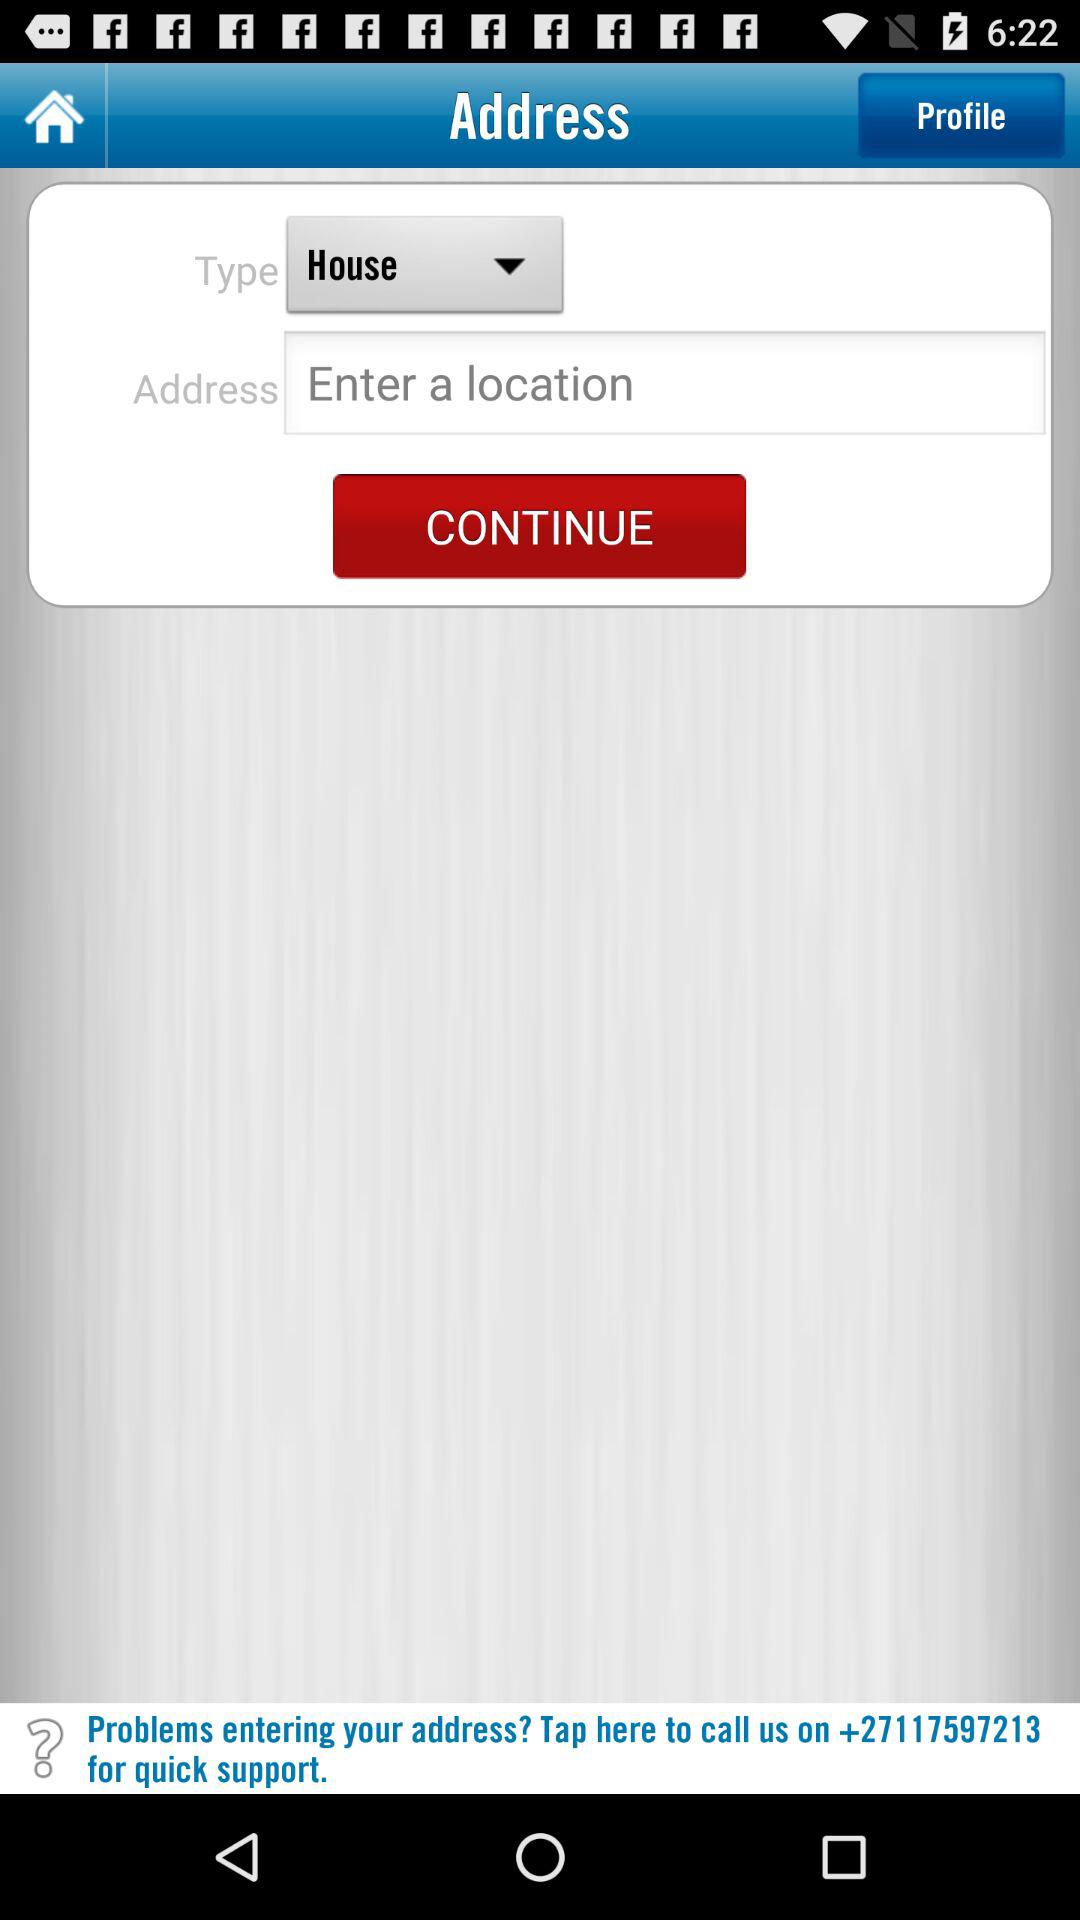 6:22
Address
Profile
Type
House
Address
Enter a location
CONTINUE
Problems entering your address? Tap here to call us on +27117597213
for quick support.